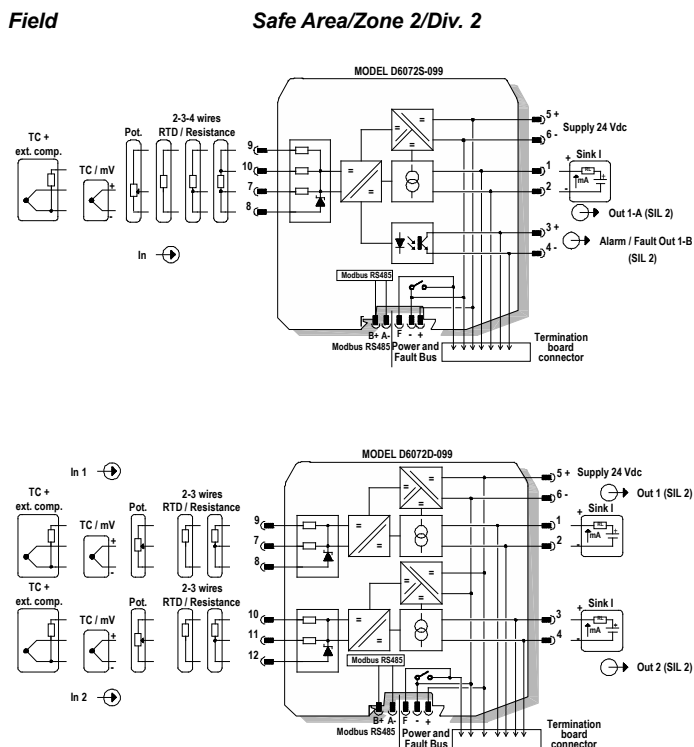 Field
Safe Area/Zone 2/Div. 2
MODEL D6072S-099
TC +
ext. comp.
TC / mV
+
-
Pot.
2-3-4 wires
RTD / Resistance
9
10
7
8
In
=
=
=
=
5 +
6 -
Supply 24 Vdc
1
2
+
-
Sink I
RL
mA
+
Out 1-A (SIL 2)
3 +
4 -
Alarm / Fault Out 1-B
(SIL 2)
Modbus RS485
B+ A- F - +
Modbus RS485
Power and
Fault Bus
Termination
board
connector
MODEL D6072D-099
In 1
TC +
ext. comp.
TC / mV
+
-
Pot.
2-3 wires
RTD / Resistance
9
7
8
=
=
=
=
5 +
6 -
Supply 24 Vdc
Out 1 (SIL 2)
1
2
+
-
Sink I
RL
mA
+
TC +
ext. comp.
TC / mV
+
-
Pot.
2-3 wires
RTD / Resistance
10
11
12
=
=
=
=
3
4
+
-
Sink I
RL
mA
+
Out 2 (SIL 2)
In 2
Modbus RS485
B+ A- F - +
Modbus RS485
Power and
Fault Bus
Termination
board
connector